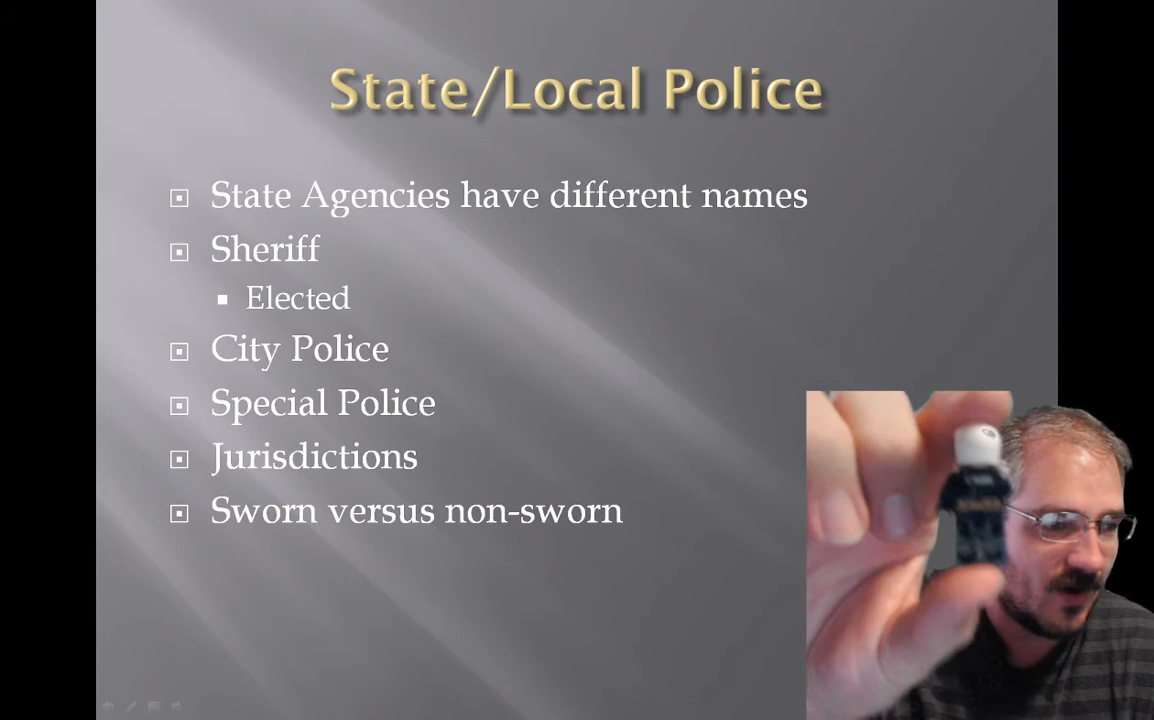 State/Local Police
State Agencies have different names
Sheriff
Elected
City Police
Special Police
Jurisdictions
Sworn versus non-sworn